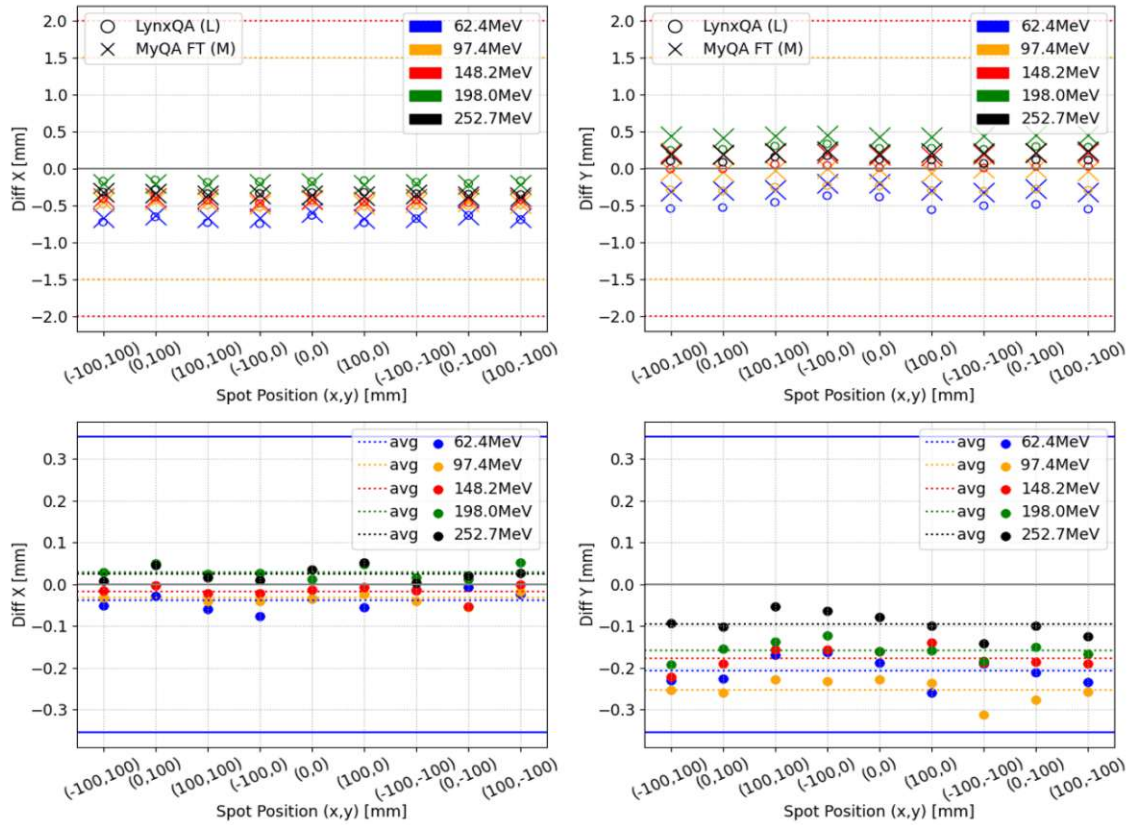 2.0
1.5
1.0
0.5
0.0
−0.5
−1.0
−1.5
−2.0
Diff X [mm]
LynxQA (L)
MyQA FT (M)
62.4MeV
97.4MeV
148.2MeV
198.0MeV
252.7MeV
(-100,100)
(0,100)
(100,100)
(-100,0)
(0,0)
(100,0)
(-100,-100)
(0,-100)
(100,-100)
Spot Position (x,y) [mm]
2.0
1.5
1.0
0.5
0.0
−0.5
−1.0
−1.5
−2.0
Diff Y [mm]
LynxQA (L)
MyQA FT (M)
62.4MeV
97.4MeV
148.2MeV
198.0MeV
252.7MeV
(-100,100)
(0,100)
(100,100)
(-100,0)
(0,0)
(100,0)
(-100,-100)
(0,-100)
(100,-100)
Spot Position (x,y) [mm]
0.3
0.2
0.1
0.0
−0.1
−0.2
−0.3
Diff X [mm]
avg 62.4MeV
avg 97.4MeV
avg 148.2MeV
avg 198.0MeV
avg 252.7MeV
(-100,100)
(0,100)
(100,100)
(-100,0)
(0,0)
(100,0)
(-100,-100)
(0,-100)
(100,-100)
Spot Position (x,y) [mm]
0.3
0.2
0.1
0.0
−0.1
−0.2
−0.3
Diff Y [mm]
avg 62.4MeV
avg 97.4MeV
avg 148.2MeV
avg 198.0MeV
avg 252.7MeV
(-100,100)
(0,100)
(100,100)
(-100,0)
(0,0)
(100,0)
(-100,-100)
(0,-100)
(100,-100)
Spot Position (x,y) [mm]